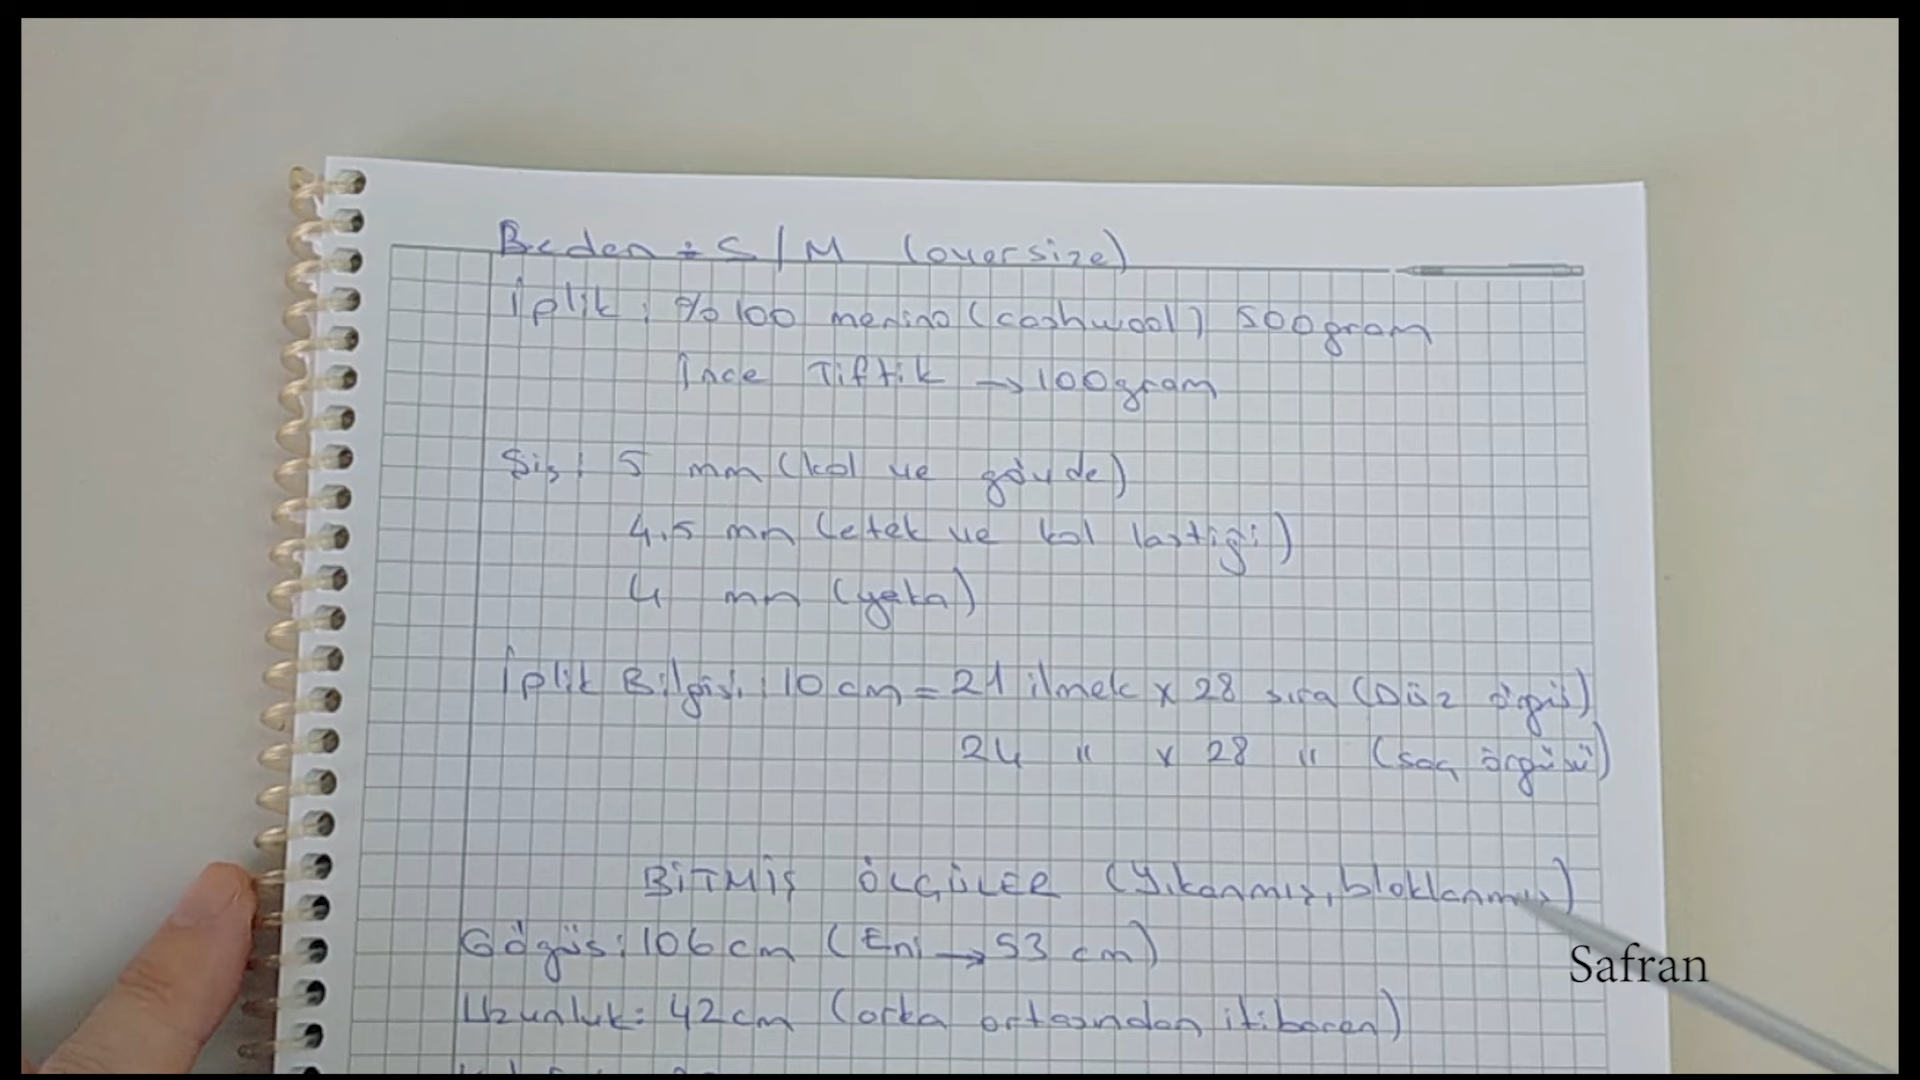 Beden : S / M (oversize)
İplik : %100 merino (cashwool) 500gram
İnce Tiftik → 100gram
Şiş : 5 mm (kol ve gövde)
4.5 mm (etek ve kol lastiği)
4 mm (yaka)
İplik Bilgisi : 10 cm = 21 ilmek x 28 sıra (Düz örgü)
24 " x 28 " (saç örgüsü)
BİTMİŞ ÖLÇÜLER (Yıkanmış, bloklanmış)
Göğüs : 106 cm (Eni → 53 cm)
Safran
Uzunluk : 42 cm (arka ortasından itibaren)